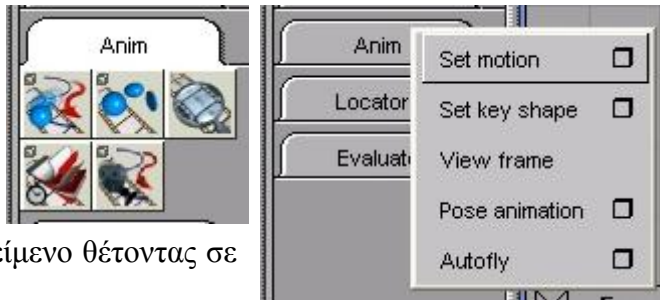 Anim
Anim
Locator
Evaluat
Set motion
Set key shape
View frame
Pose animation
Autofly
είμενο θέτοντας σε